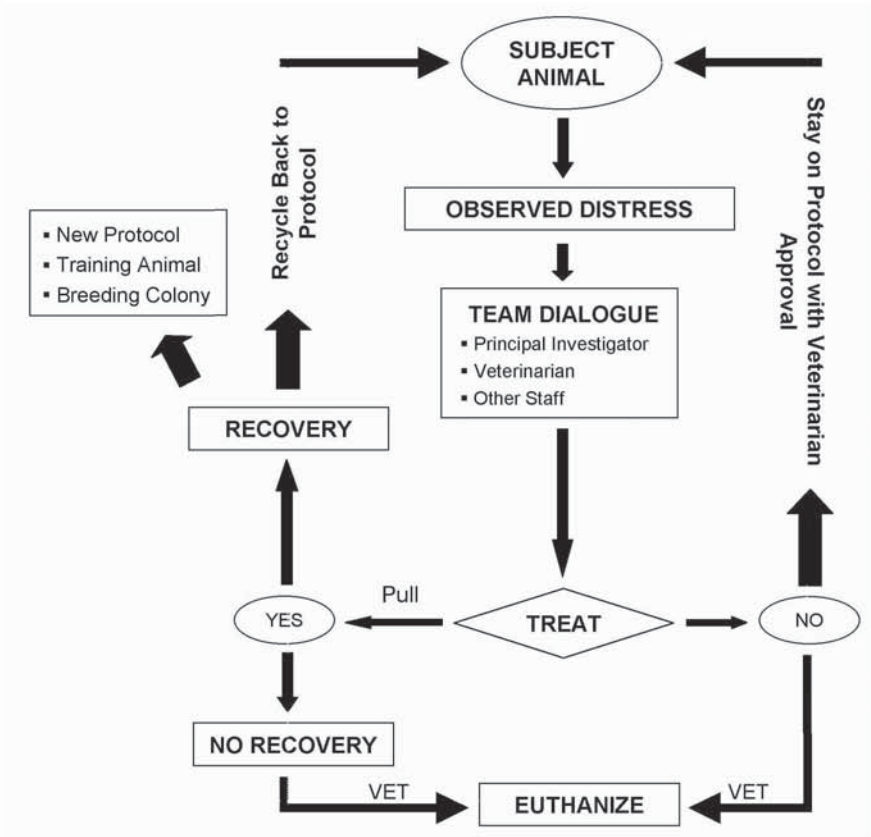 SUBJECT
ANIMAL
Recycle Back to
Protocol
Stay on Protocol with Veterinarian
Approval
OBSERVED DISTRESS
▪ New Protocol
▪ Training Animal
▪ Breeding Colony
TEAM DIALOGUE
▪ Principal Investigator
▪ Veterinarian
▪ Other Staff
RECOVERY
Pull
YES
TREAT
NO
NO RECOVERY
VET
EUTHANIZE
VET